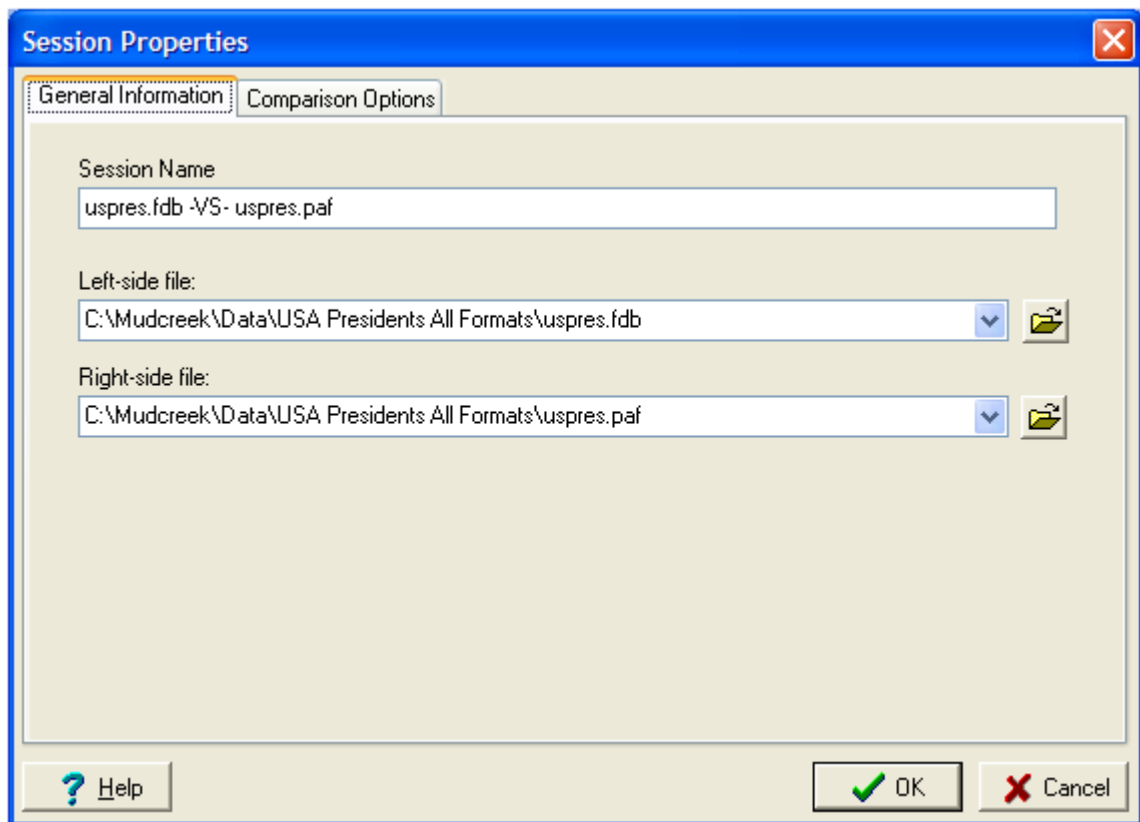 Session Properties
General Information
Comparison Options
Session Name
uspres.fdb -VS- uspres.paf
Left-side file:
C:\Mudcreek\Data\USA Presidents All Formats\uspres.fdb
Right-side file:
C:\Mudcreek\Data\USA Presidents All Formats\uspres.paf
Help
OK
Cancel